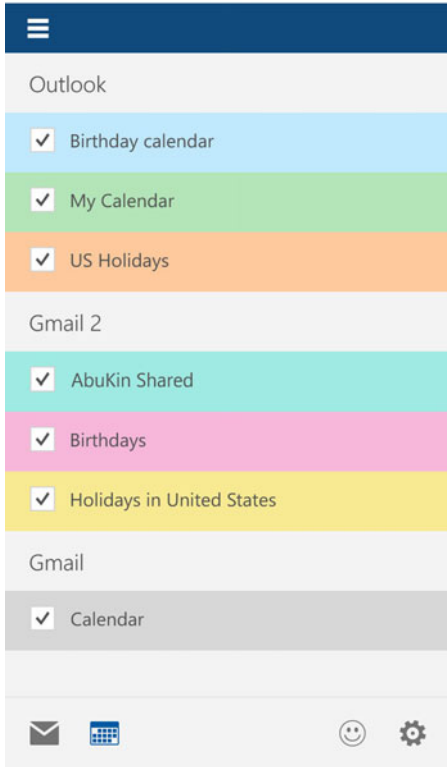 Outlook
Birthday calendar
My Calendar
US Holidays
Gmail 2
AbuKin Shared
Birthdays
Holidays in United States
Gmail
Calendar